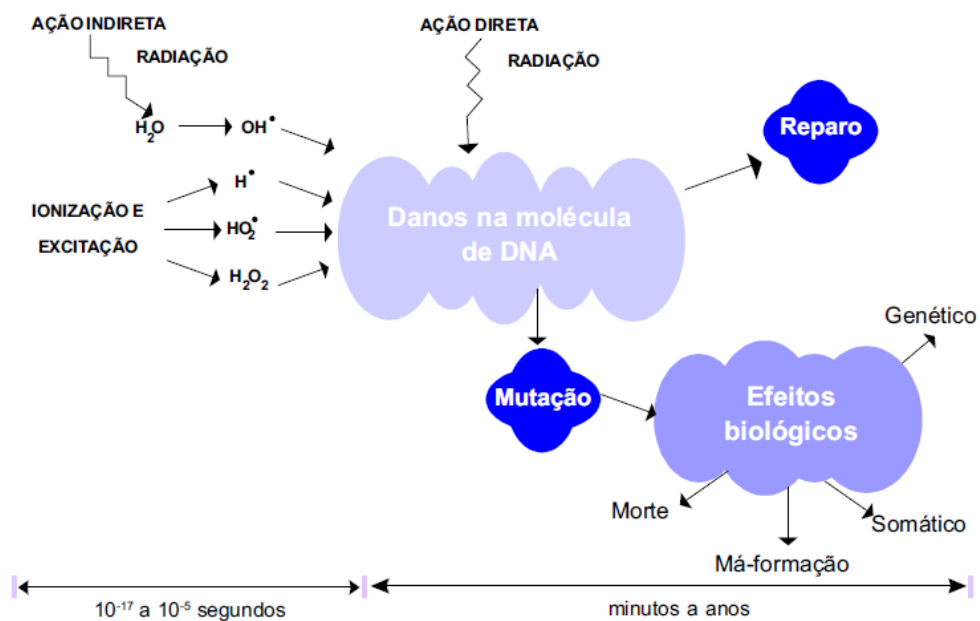 AÇÃO INDIRETA
RADIAÇÃO
AÇÃO DIRETA
RADIAÇÃO
H₂O
OH•
Reparo
H•
IONIZAÇÃO E
EXCITAÇÃO
HO₂•
H₂O₂
Danos na molécula
de DNA
Genético
Mutação
Efeitos
biológicos
Morte
Somático
Má-formação
10⁻¹⁷ a 10⁻⁵ segundos
minutos a anos